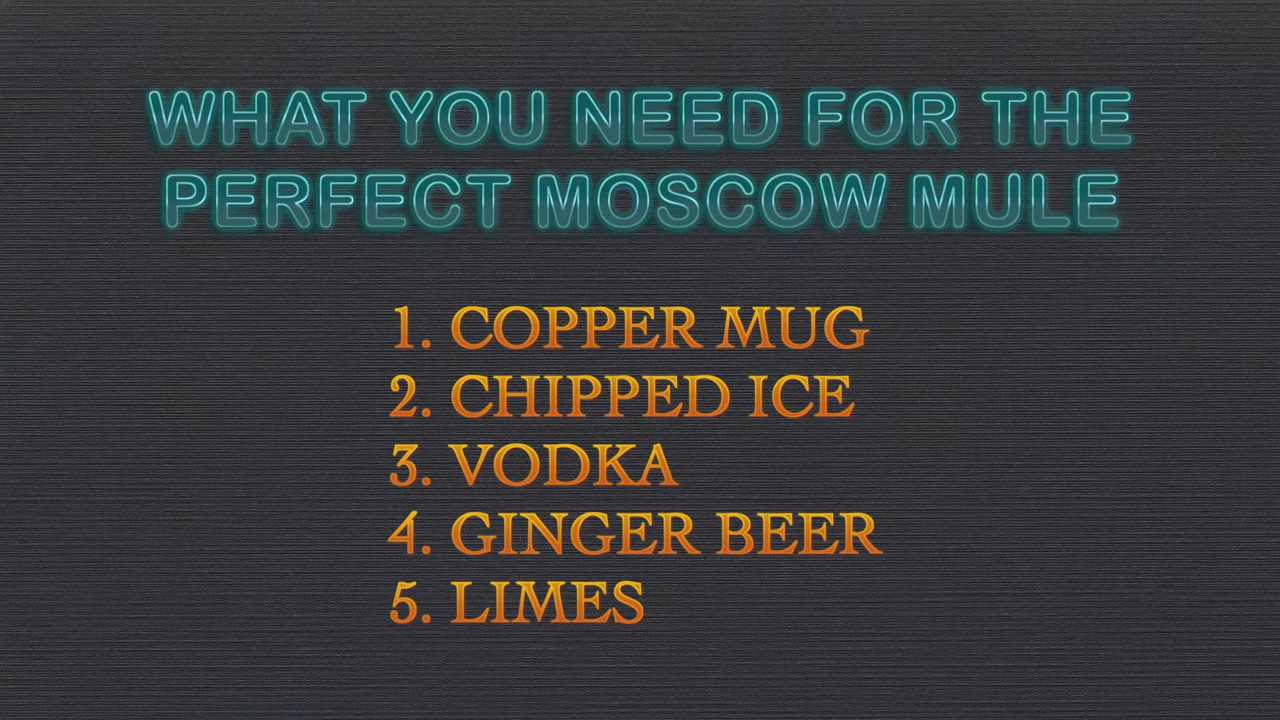 WHAT YOU NEED FOR THE
PERFECT MOSCOW MULE
1. COPPER MUG
2. CHIPPED ICE
3. VODKA
4. GINGER BEER
5. LIMES